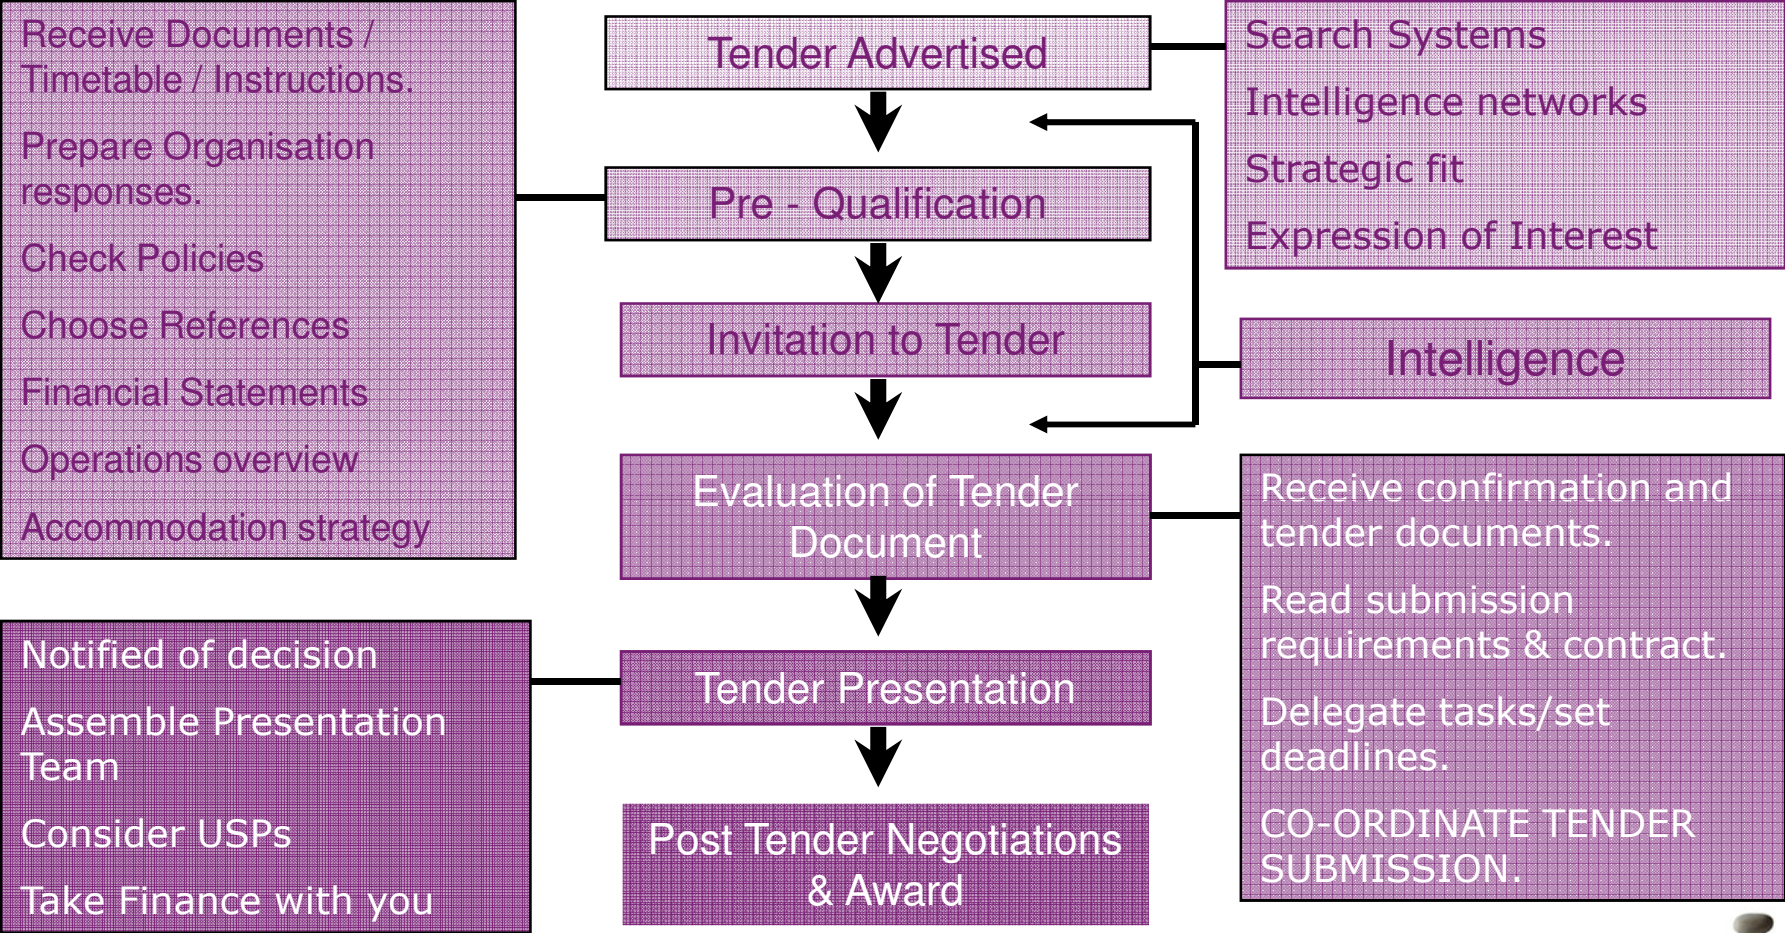 Receive Documents /
Timetable / Instructions.
Prepare Organisation
responses.
Check Policies
Choose References
Financial Statements
Operations overview
Accommodation strategy
Tender Advertised
Pre - Qualification
Invitation to Tender
Evaluation of Tender
Document
Tender Presentation
Post Tender Negotiations
& Award
Search Systems
Intelligence networks
Strategic fit
Expression of Interest
Intelligence
Receive confirmation and
tender documents.
Read submission
requirements & contract.
Delegate tasks/set
deadlines.
CO-ORDINATE TENDER
SUBMISSION.
Notified of decision
Assemble Presentation
Team
Consider USPs
Take Finance with you